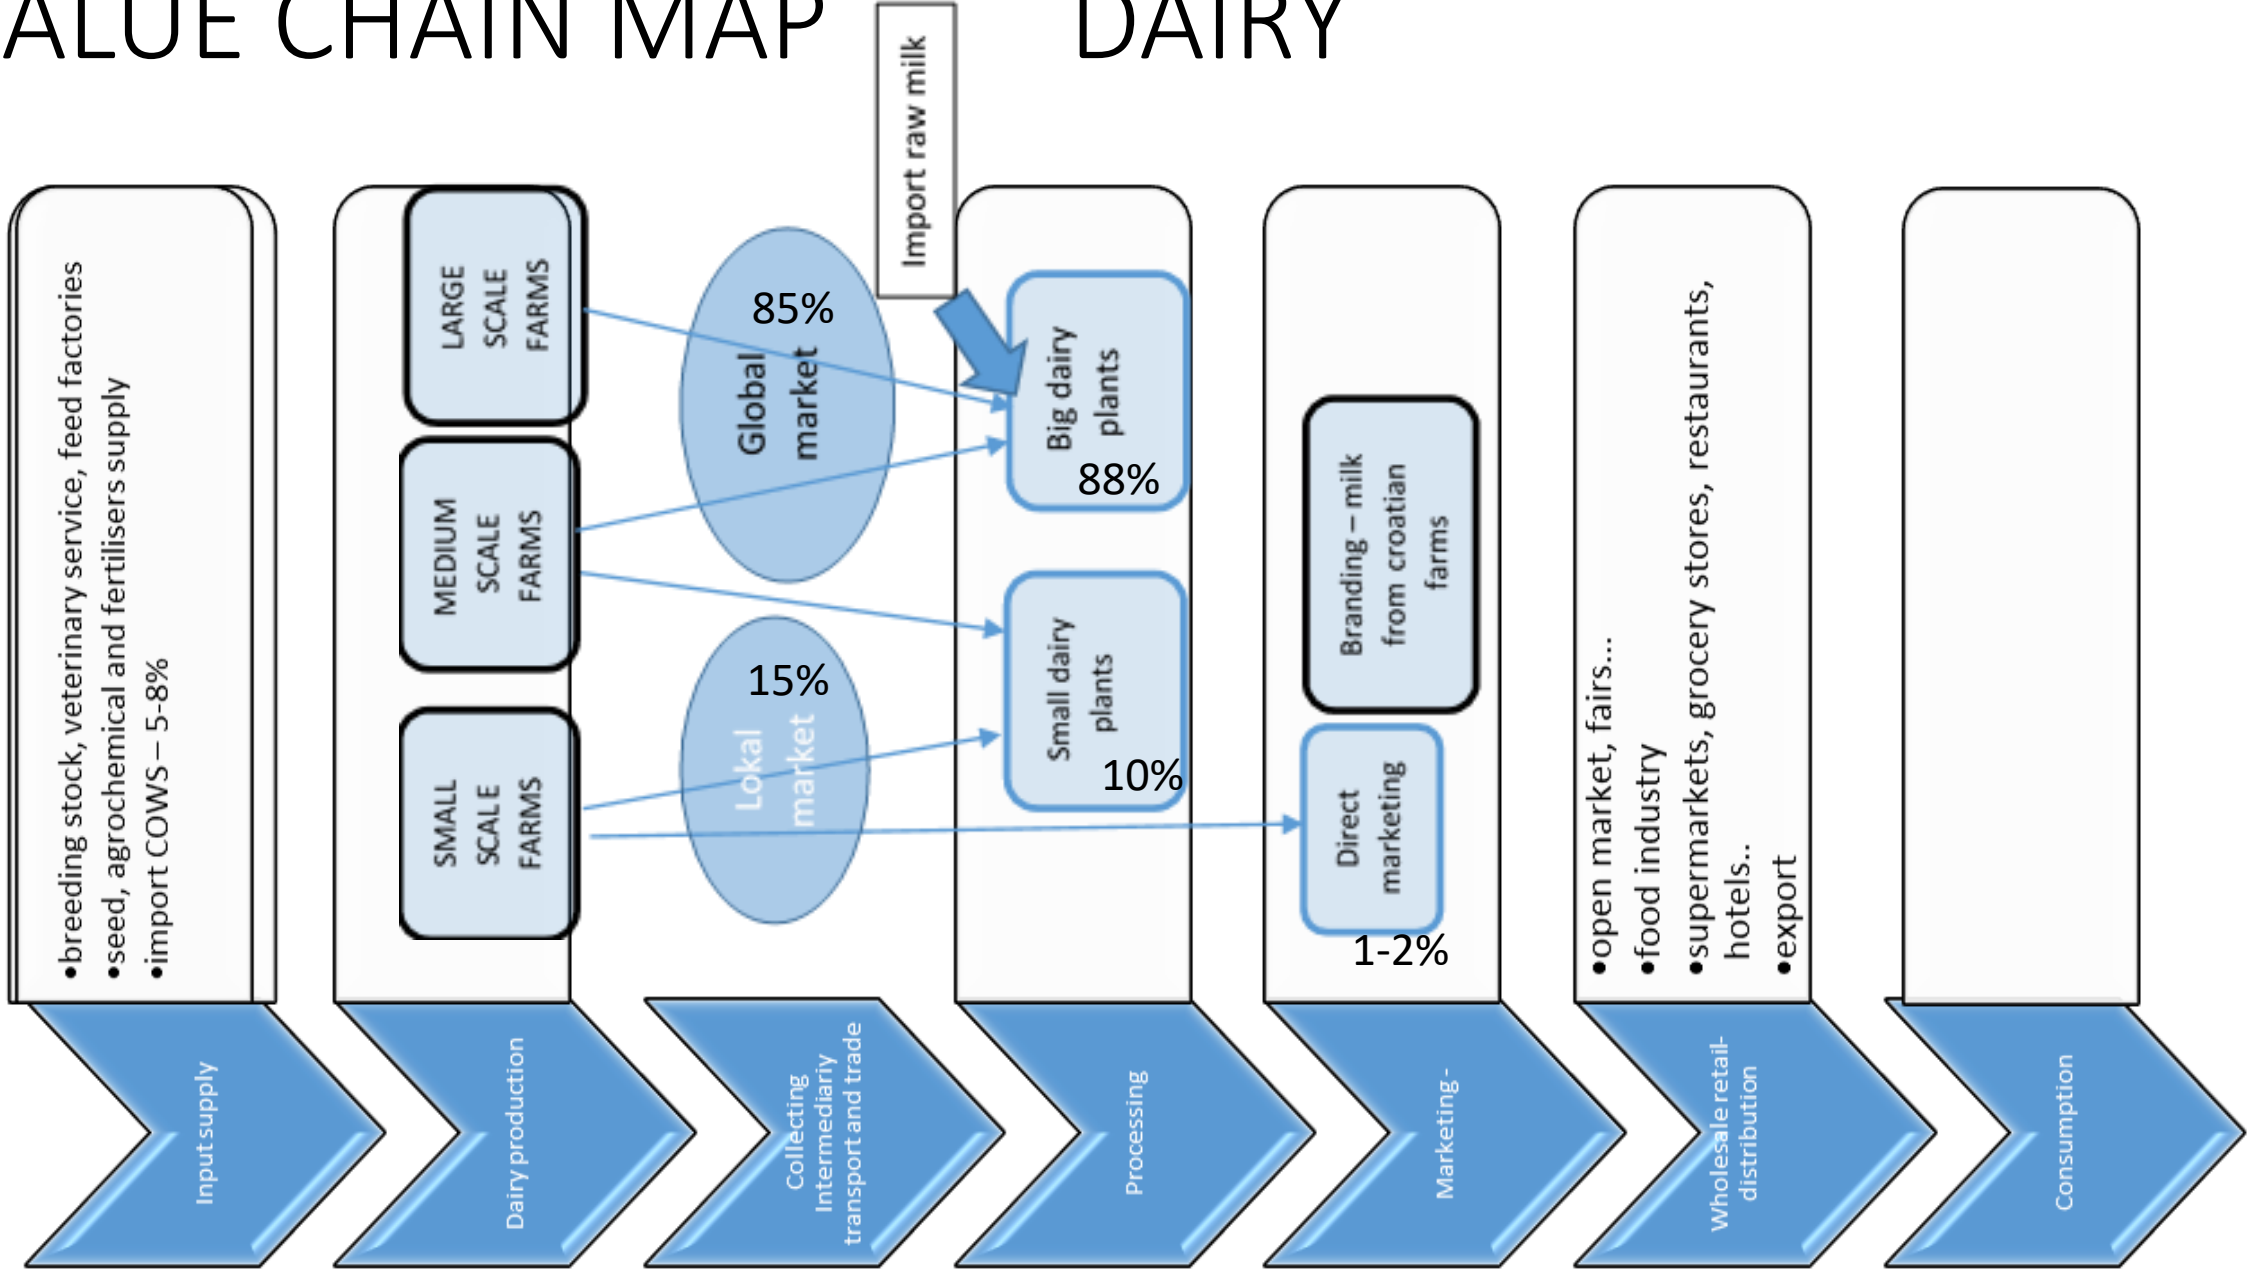 ALUE CHAIN MAP DAIRY
Import raw milk
•breeding stock, veterinary service, feed factories
•seed, agrochemical and fertilisers supply
•import COWS – 5-8%
LARGE
SCALE
FARMS
MEDIUM
SCALE
FARMS
SMALL
SCALE
FARMS
85%
Global
market
15%
Lokal
market
Big dairy
plants
88%
Small dairy
plants
10%
Branding – milk
from croatian
farms
Direct
marketing
1-2%
•open market, fairs...
•food industry
•supermarkets, grocery stores, restaurants,
hotels..
•export
Input supply
Dairy production
Collecting
Intermediariy
transport and trade
Processing
Marketing -
Wholesale retail-
distribution
Consumption